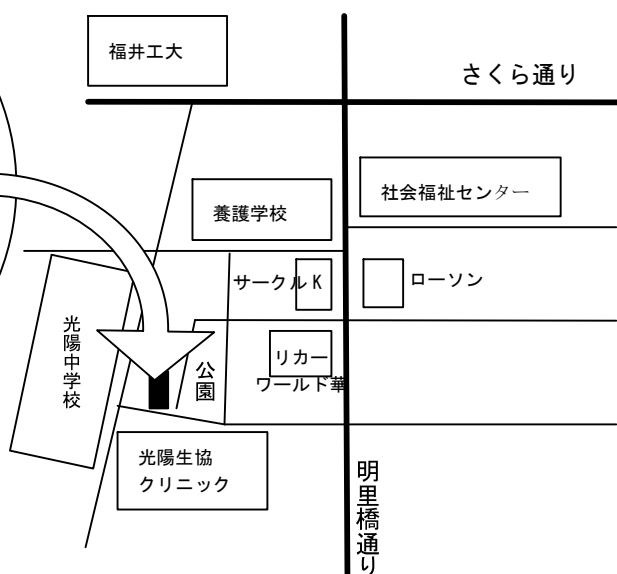 福井工大
さくら通り
養護学校
社会福祉センター
サークルK
ローソン
光陽中学校
公園
リカー
ワールド華
光陽生協
クリニック
明里橋通り